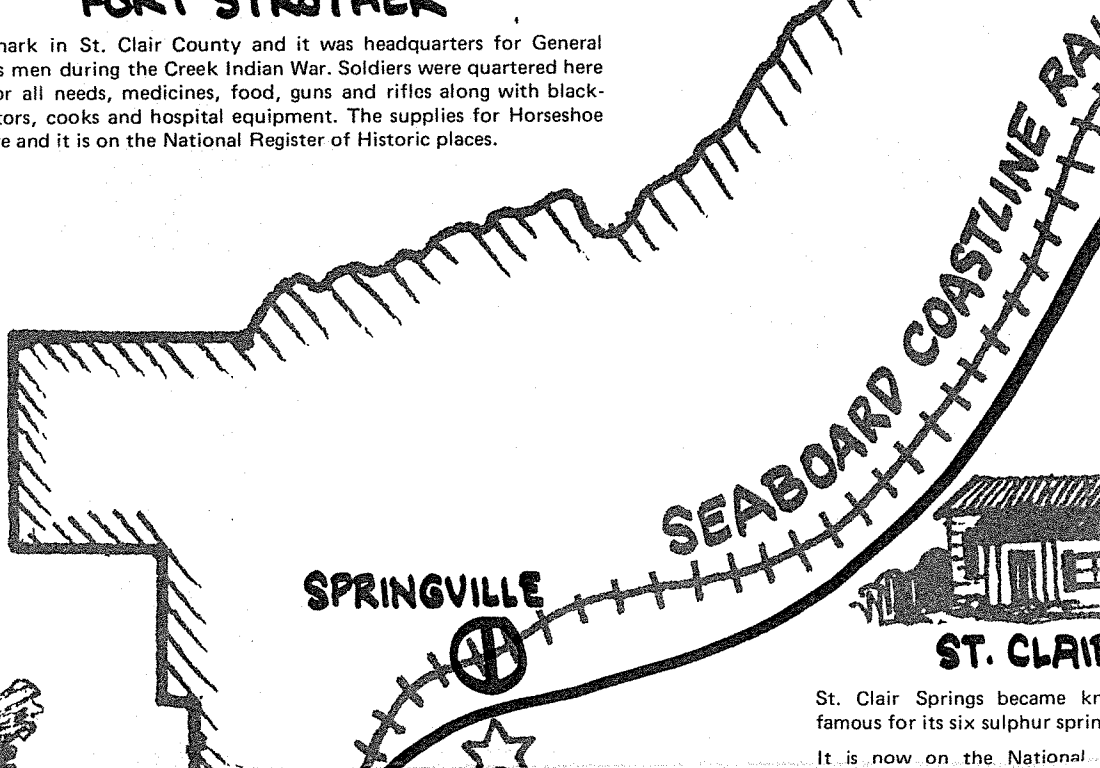 FORT STROTHER
mark in St. Clair County and it was headquarters for General
s men during the Creek Indian War. Soldiers were quartered here
or all needs, medicines, food, guns and rifles along with black-
tors, cooks and hospital equipment. The supplies for Horseshoe
e and it is on the National Register of Historic places.
SEABOARD COASTLINE RA
SPRINGVILLE
ST. CLAIR
St. Clair Springs became kn
famous for its six sulphur sprin
It is now on the National